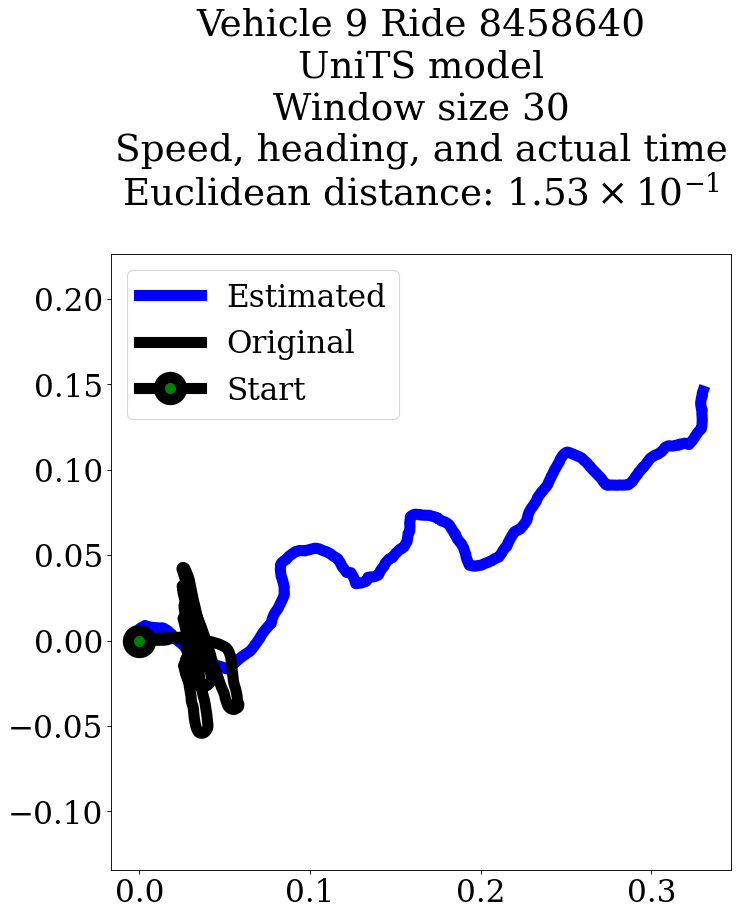 Vehicle 9 Ride 8458640
UniTS model
Window size 30
Speed, heading, and actual time
Euclidean distance: 1.53 × 10⁻¹
Estimated
Original
Start
0.20
0.15
0.10
0.05
0.00
−0.05
−0.10
0.0 0.1 0.2 0.3